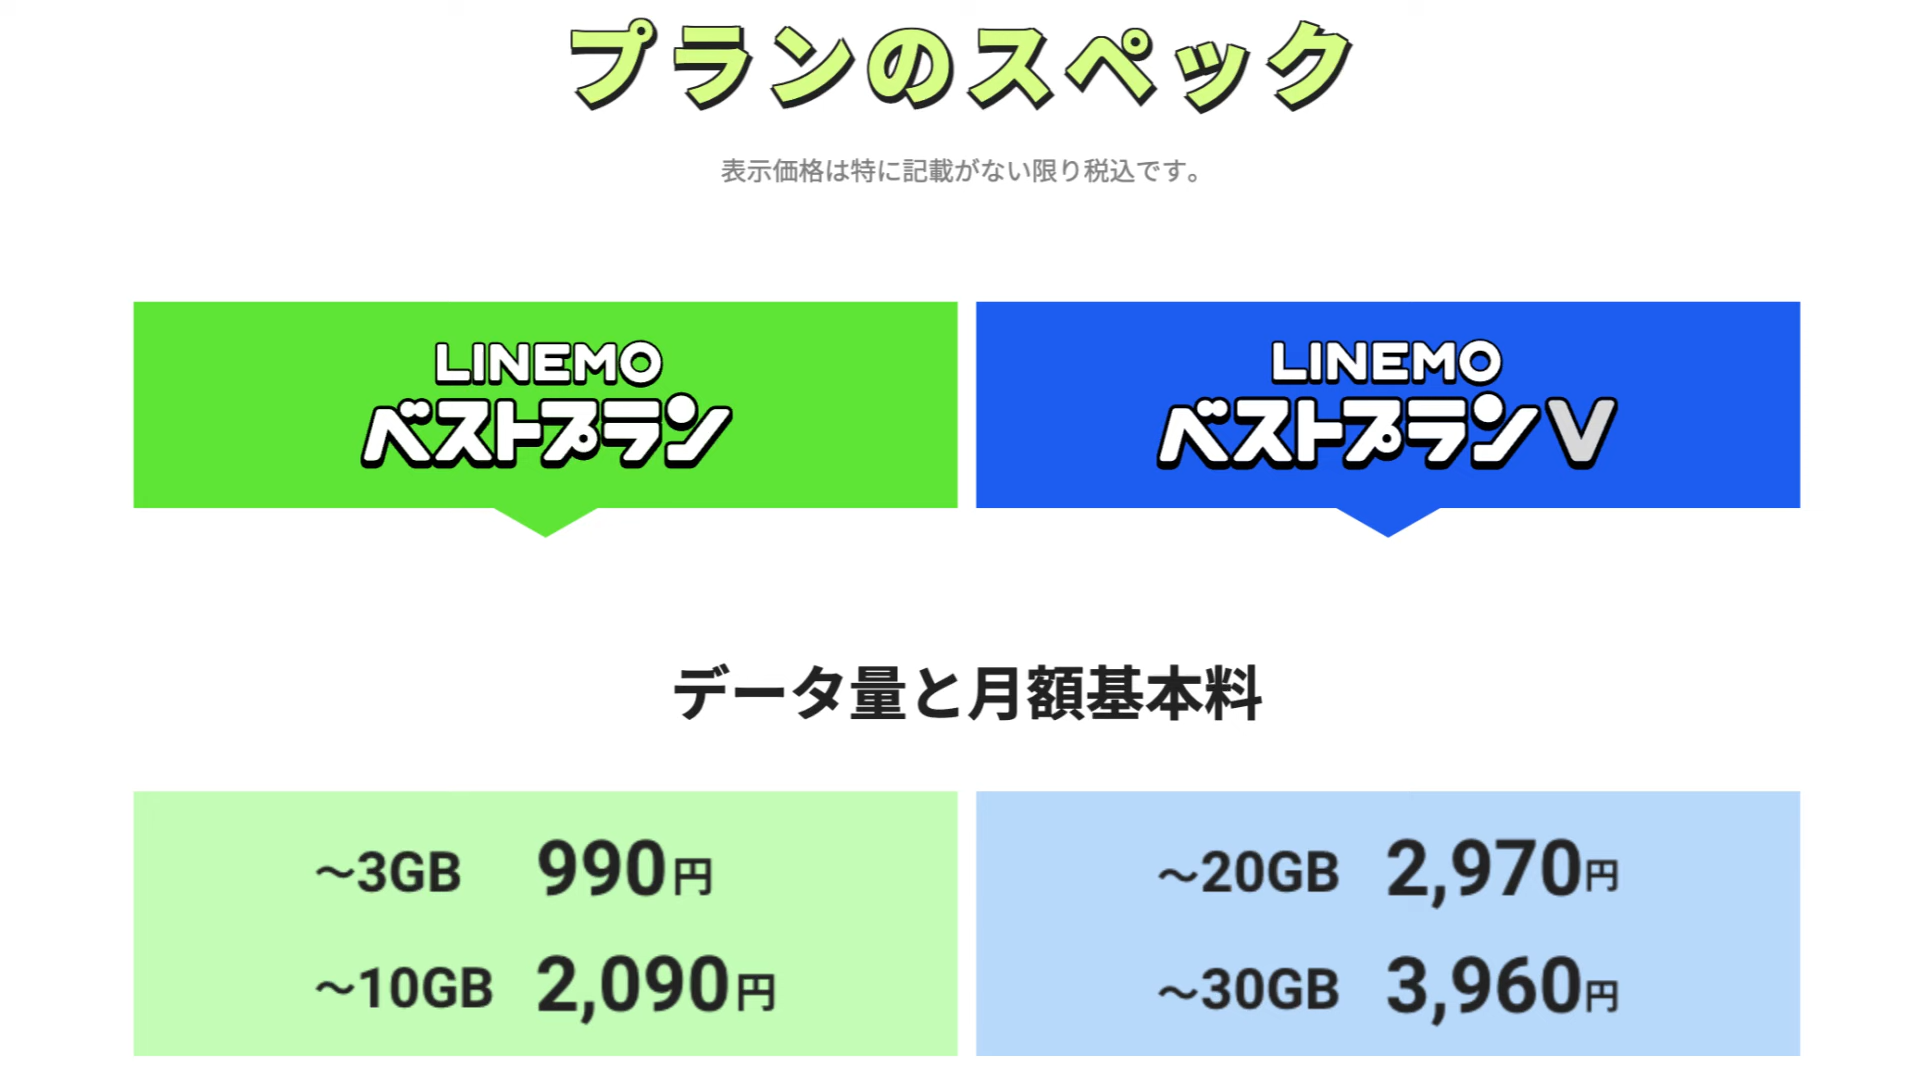 プランのスペック
表示価格は特に記載がない限り税込です。
LINEMO
ベストプラン
LINEMO
ベストプランV
データ量と月額基本料
〜3GB 990円
〜10GB 2,090円
〜20GB 2,970円
〜30GB 3,960円